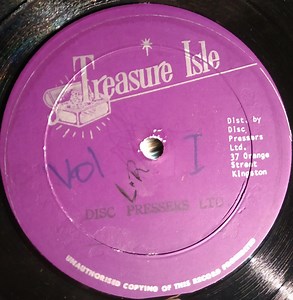 Treasure Isle
Dist. by
Disc
Pressers
Ltd.
37 Orange
Street
Kingston
Vol I
L.R
DISC PRESSERS LTD.
UNAUTHORISED COPYING OF THIS RECORD PROHIBITED